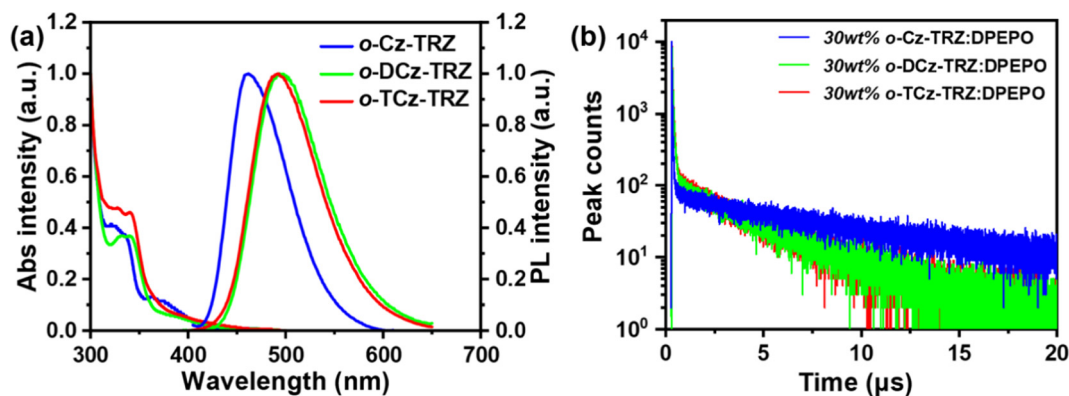 (a)
1.2
1.0
0.8
0.6
0.4
0.2
0.0
Abs intensity (a.u.)
o-Cz-TRZ
o-DCz-TRZ
o-TCz-TRZ
1.2
1.0
0.8
0.6
0.4
0.2
0.0
PL intensity (a.u.)
300 400 500 600 700
Wavelength (nm)
(b)
10⁴
10³
10²
10¹
10⁰
Peak counts
30wt% o-Cz-TRZ:DPEPO
30wt% o-DCz-TRZ:DPEPO
30wt% o-TCz-TRZ:DPEPO
0 5 10 15 20
Time (µs)